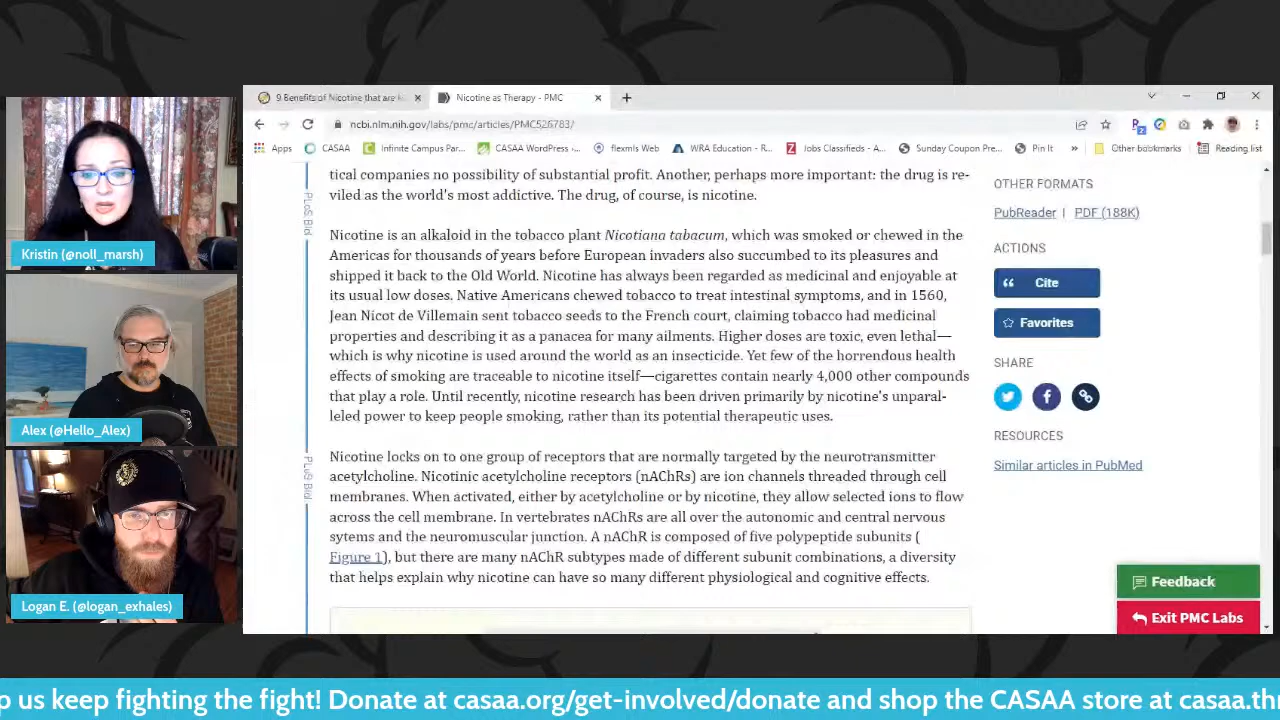 9 Benefits of Nicotine that are
Nicotine as Therapy - PMC
ncbi.nlm.nih.gov/labs/pmc/articles/PMC526783/
Apps CASAA Infinite Campus Par... CASAA WordPress -... flexmls Web WRA Education - R... Jobs Classifieds - A... Sunday Coupon Pre... Pin It » Other bookmarks Reading list
tical companies no possibility of substantial profit. Another, perhaps more important: the drug is re-
viled as the world's most addictive. The drug, of course, is nicotine.
Nicotine is an alkaloid in the tobacco plant Nicotiana tabacum, which was smoked or chewed in the
Americas for thousands of years before European invaders also succumbed to its pleasures and
shipped it back to the Old World. Nicotine has always been regarded as medicinal and enjoyable at
its usual low doses. Native Americans chewed tobacco to treat intestinal symptoms, and in 1560,
Jean Nicot de Villemain sent tobacco seeds to the French court, claiming tobacco had medicinal
properties and describing it as a panacea for many ailments. Higher doses are toxic, even lethal—
which is why nicotine is used around the world as an insecticide. Yet few of the horrendous health
effects of smoking are traceable to nicotine itself—cigarettes contain nearly 4,000 other compounds
that play a role. Until recently, nicotine research has been driven primarily by nicotine's unparal-
leled power to keep people smoking, rather than its potential therapeutic uses.
Nicotine locks on to one group of receptors that are normally targeted by the neurotransmitter
acetylcholine. Nicotinic acetylcholine receptors (nAChRs) are ion channels threaded through cell
membranes. When activated, either by acetylcholine or by nicotine, they allow selected ions to flow
across the cell membrane. In vertebrates nAChRs are all over the autonomic and central nervous
sytems and the neuromuscular junction. A nAChR is composed of five polypeptide subunits (
Figure 1), but there are many nAChR subtypes made of different subunit combinations, a diversity
that helps explain why nicotine can have so many different physiological and cognitive effects.
PLoS Biol
PLoS Biol
OTHER FORMATS
PubReader | PDF (188K)
ACTIONS
Cite
Favorites
SHARE
RESOURCES
Similar articles in PubMed
Feedback
Exit PMC Labs
Kristin (@noll_marsh)
Alex (@Hello_Alex)
Logan E. (@logan_exhales)
p us keep fighting the fight! Donate at casaa.org/get-involved/donate and shop the CASAA store at casaa.th